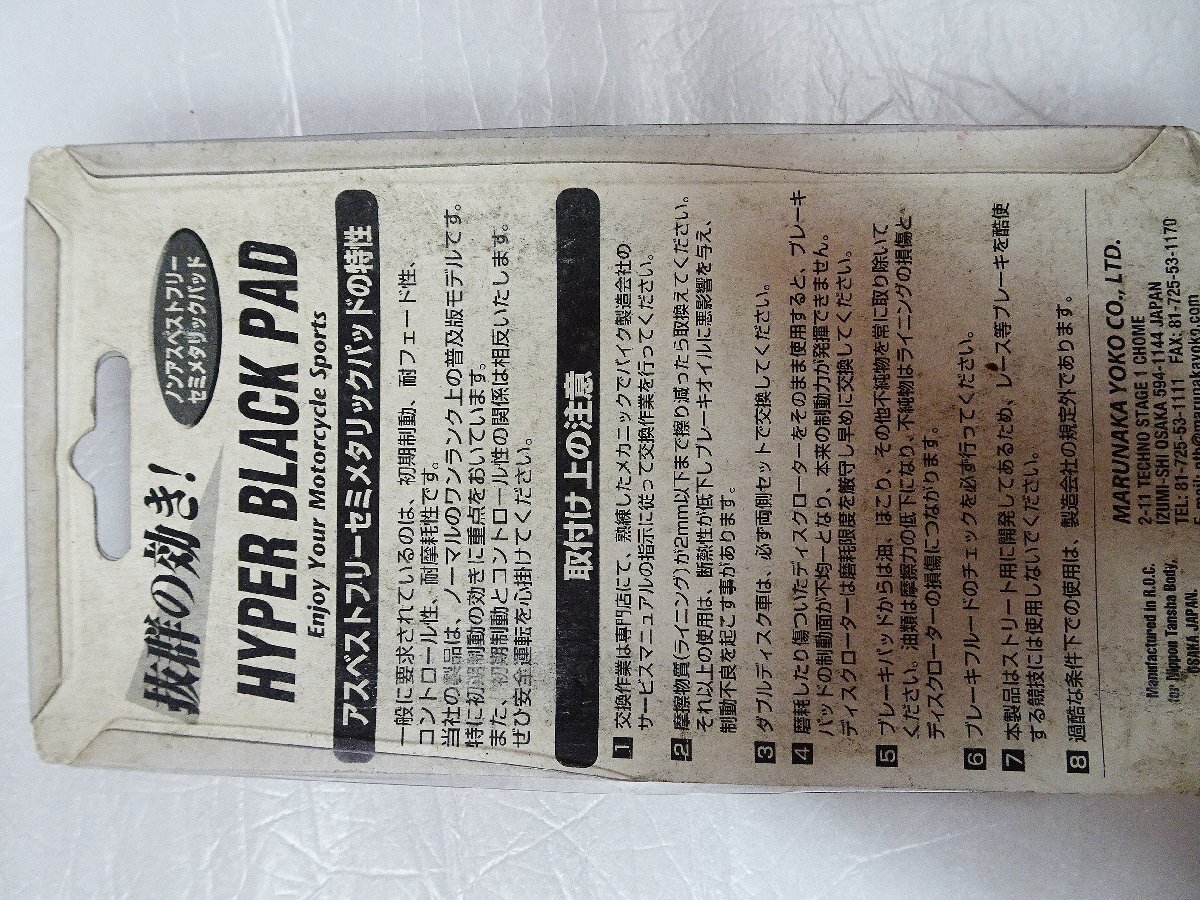 抜群の効き!
ノンアスベストフリー
セミメタリックパッド
HYPER BLACK PAD
Enjoy Your Motorcycle Sports
アスベストフリーセミメタリックパッドの特性
一般に要求されているのは、初期制動、耐フェード性、
コントロール性、耐摩耗性です。
当社の製品は、ノーマルのワンランク上の普及版モデルです。
特に初期制動の効きに重点をおいています。
また、初期制動とコントロール性の関係は相反いたします。
ぜひ安全運転を心掛けてください。
取付け上の注意
1 交換作業は専門店にて、熟練したメカニックでバイク製造会社の
サービスマニュアルの指示に従って交換作業を行ってください。
2 摩擦物質(ライニング)が2mm以下まで擦り減ったら取換えてください。
それ以上の使用は、断熱性が低下しブレーキオイルに悪影響を与え、
制動不良を起こす事があります。
3 ダブルディスク車は、必ず両側セットで交換してください。
4 磨耗したり傷ついたディスクローターをそのまま使用すると、ブレーキ
パッドの制動面が不均一となり、本来の制動力が発揮できません。
ディスクローターは磨耗限度を厳守し早めに交換してください。
5 ブレーキパッドからは油、ほこり、その他不純物を常に取り除いて
ください。油類は摩擦力の低下になり、不純物はライニングの損傷と
ディスクローターの損傷につながります。
6 ブレーキフルードのチェックを必ず行ってください。
7 本製品はストリート用に開発してあるため、レース等ブレーキを酷使
する競技には使用しないでください。
8 過酷な条件下での使用は、製造会社の規定外であります。
Manufactured in R.O.C.
for Nippon Tansha Body,
OSOKA JAPAN.
MARUNAKA YOKO CO., LTD.
2-11 TECHNO STAGE 1 CHOME
IZUMI-SHI OSAKA 594-1144 JAPAN
TEL: 81-725-53-1111 FAX: 81-725-53-1170